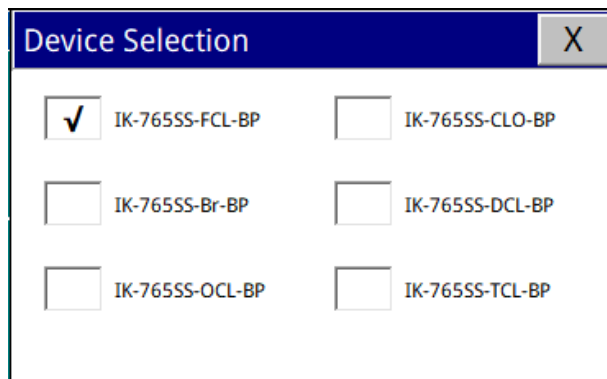 Device Selection X
√ IK-765SS-FCL-BP IK-765SS-CLO-BP
IK-765SS-Br-BP IK-765SS-DCL-BP
IK-765SS-OCL-BP IK-765SS-TCL-BP